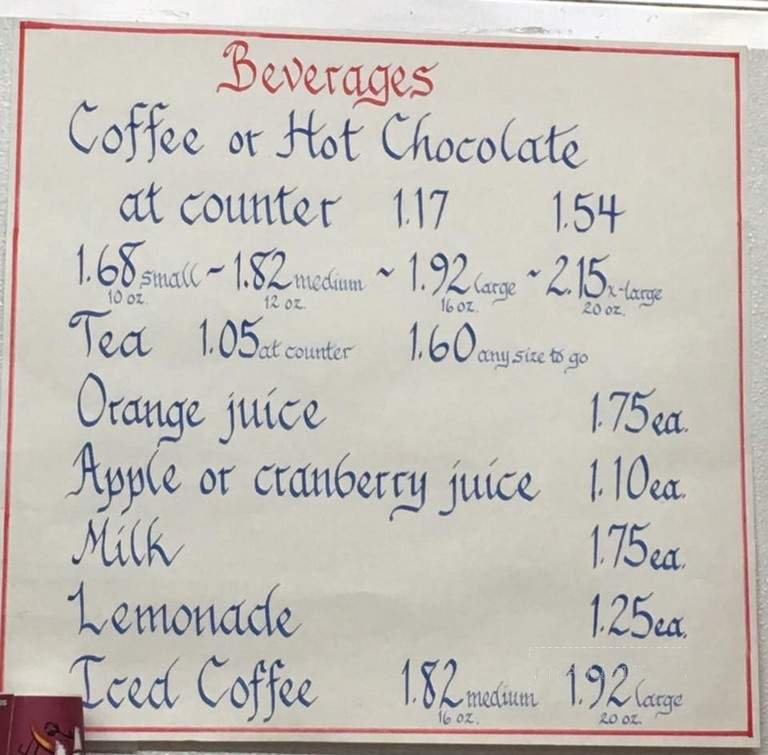 Beverages
Coffee or Hot Chocolate
at counter 1.17 1.54
1.68 small ~ 1.82 medium ~ 1.92 large ~ 2.15 x-large
10 oz. 12 oz. 16 oz. 20 oz.
Tea 1.05 at counter 1.60 any size to go
Orange juice 1.75 ea.
Apple or cranberry juice 1.10 ea.
Milk 1.75 ea.
Lemonade 1.25 ea.
Iced Coffee 1.82 medium 1.92 large
16 oz. 20 oz.